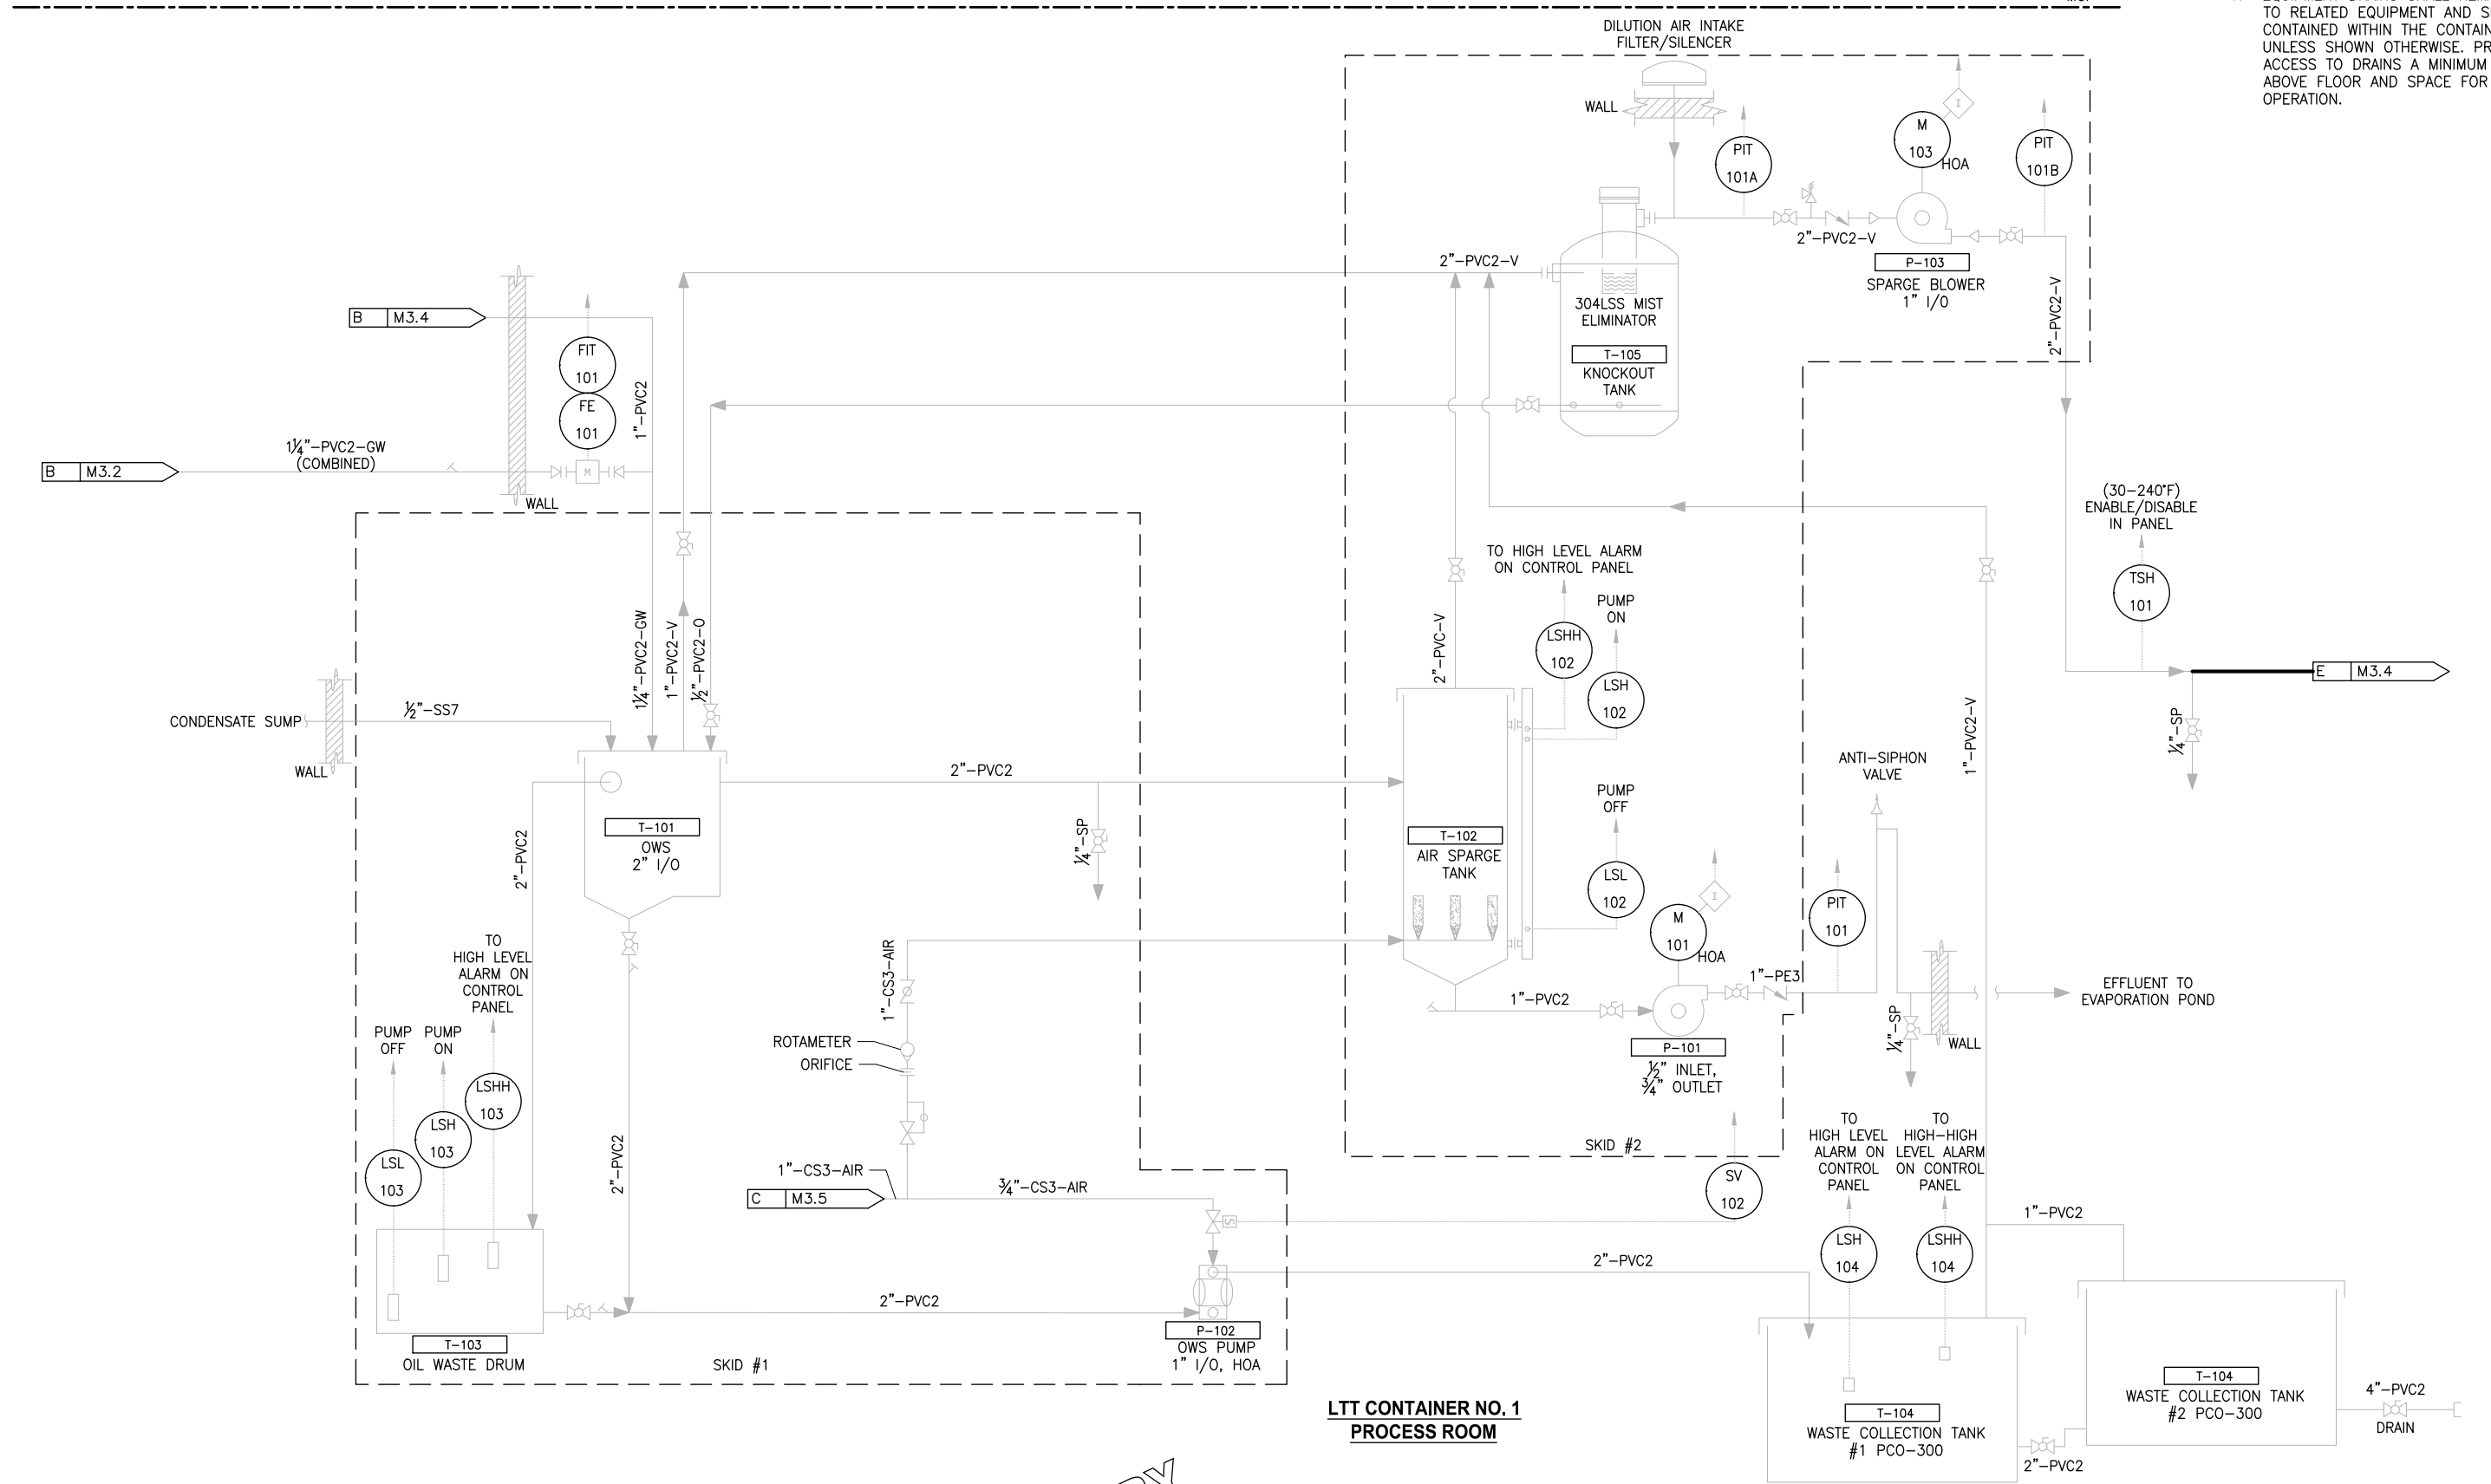 DILUTION AIR INTAKE
FILTER/SILENCER
TO RELATED EQUIPMENT AND
CONTAINED WITHIN THE
UNLESS SHOWN OTHERWISE.
ACCESS TO DRAINS A MINIMUM
ABOVE FLOOR AND SPACE FOR
OPERATION.
WALL
PIT
101A
M
103
HOA
I
PIT
101B
2"-PVC2-V
P-103
SPARGE BLOWER
1" I/O
2"-PVC2-V
2"-PVC2-V
304LSS MIST
ELIMINATOR
T-105
KNOCKOUT
TANK
B M3.4
FIT
101
FE
101
M
1"-PVC2
1¼"-PVC2-GW
(COMBINED)
B M3.2
WALL
(30-240°F)
ENABLE/DISABLE
IN PANEL
TSH
101
E M3.4
¼"-SP
TO HIGH LEVEL ALARM
ON CONTROL PANEL
PUMP
ON
LSHH
102
LSH
102
2"-PVC-V
1¼"-PVC2-GW
1"-PVC2-V
½"-PVC2-O
CONDENSATE SUMP
½"-SS7
WALL
2"-PVC2
T-101
OWS
2" I/O
2"-PVC2
¼"-SP
T-102
AIR SPARGE
TANK
PUMP
OFF
LSL
102
M
101
HOA
I
ANTI-SIPHON
VALVE
PIT
101
1"-PVC2-V
1"-PE3
1"-PVC2
P-101
½" INLET,
¾" OUTLET
¼"-SP
WALL
EFFLUENT TO
EVAPORATION POND
TO
HIGH LEVEL
ALARM ON
CONTROL
PANEL
PUMP
OFF
PUMP
ON
LSHH
103
LSH
103
LSL
103
2"-PVC2
1"-CS3-AIR
ROTAMETER
ORIFICE
1"-CS3-AIR
C M3.5
¾"-CS3-AIR
S
SKID #2
SV
102
TO
HIGH LEVEL
ALARM ON
CONTROL
PANEL
TO
HIGH-HIGH
LEVEL ALARM
ON CONTROL
PANEL
LSH
104
LSHH
104
1"-PVC2
2"-PVC2
2"-PVC2
T-103
OIL WASTE DRUM
SKID #1
P-102
OWS PUMP
1" I/O, HOA
LTT CONTAINER NO. 1
PROCESS ROOM
T-104
WASTE COLLECTION TANK
#1 PCO-300
T-104
WASTE COLLECTION TANK
#2 PCO-300
2"-PVC2
4"-PVC2
DRAIN